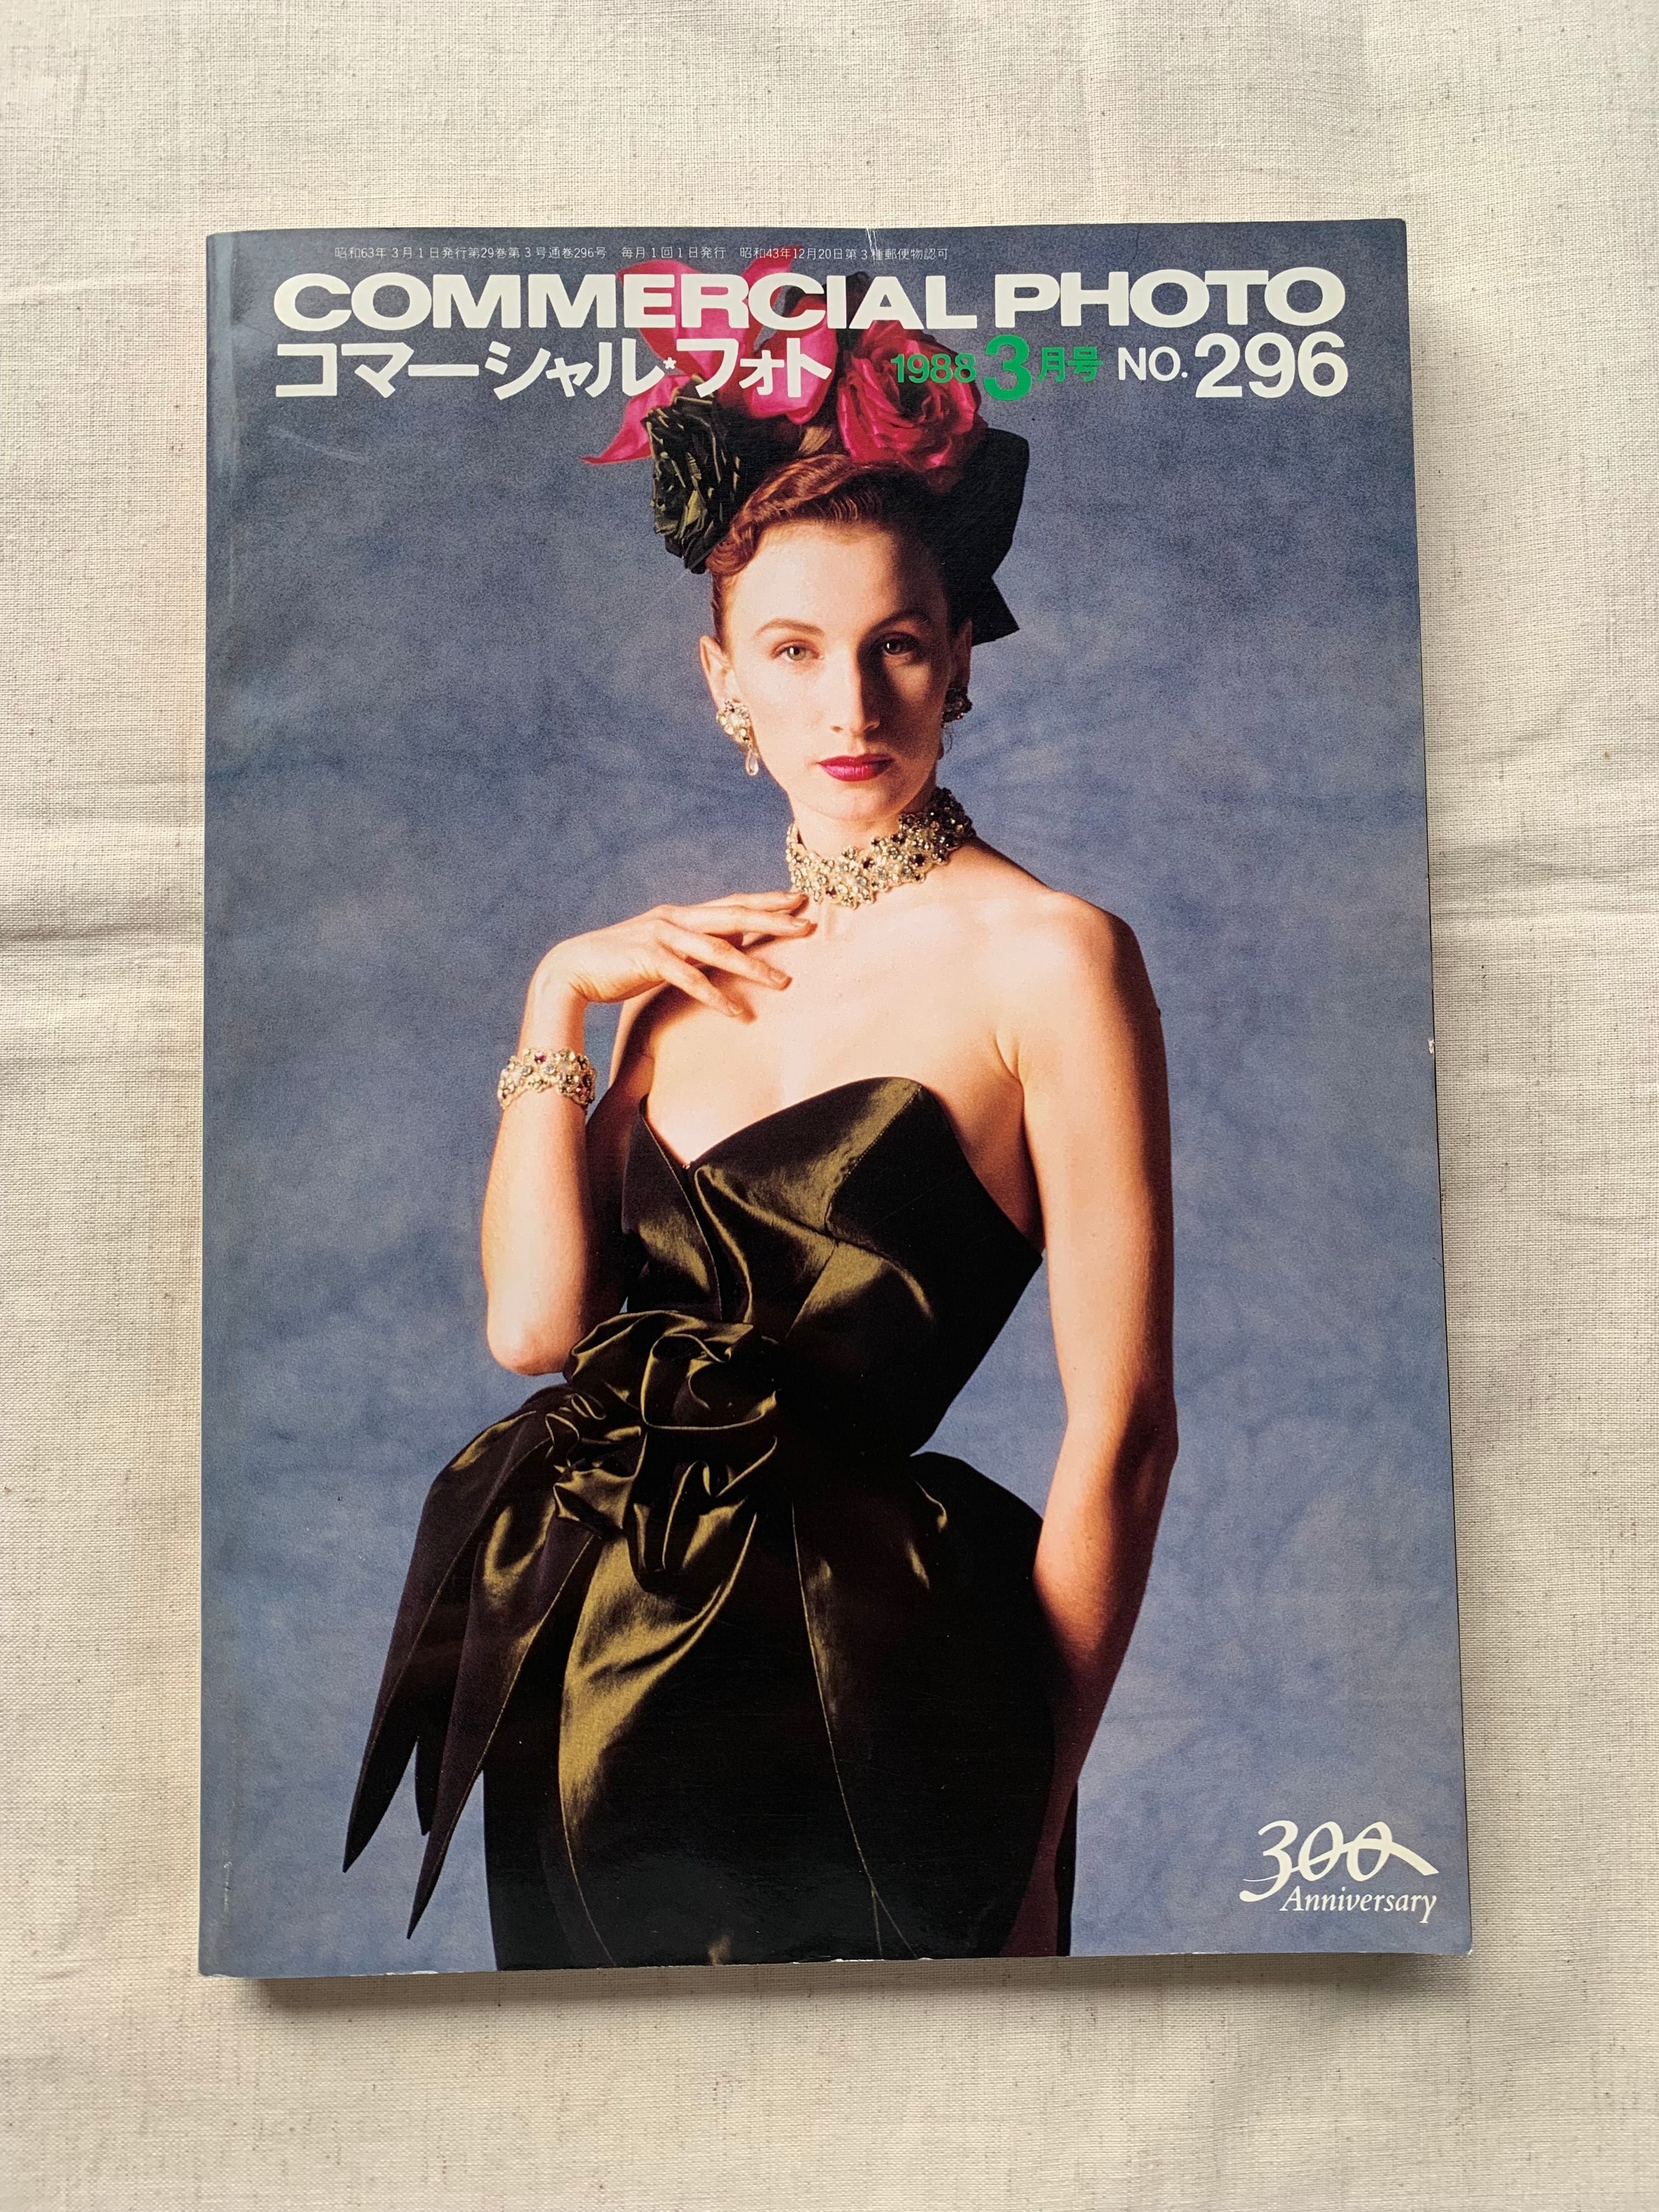 昭和63年3月1日発行第29巻第3号通巻296号 毎月1回1日発行 昭和43年12月20日第3種郵便物認可
COMMERCIAL PHOTO
コマーシャル*フォト 1988 3月号 NO.296
300
Anniversary